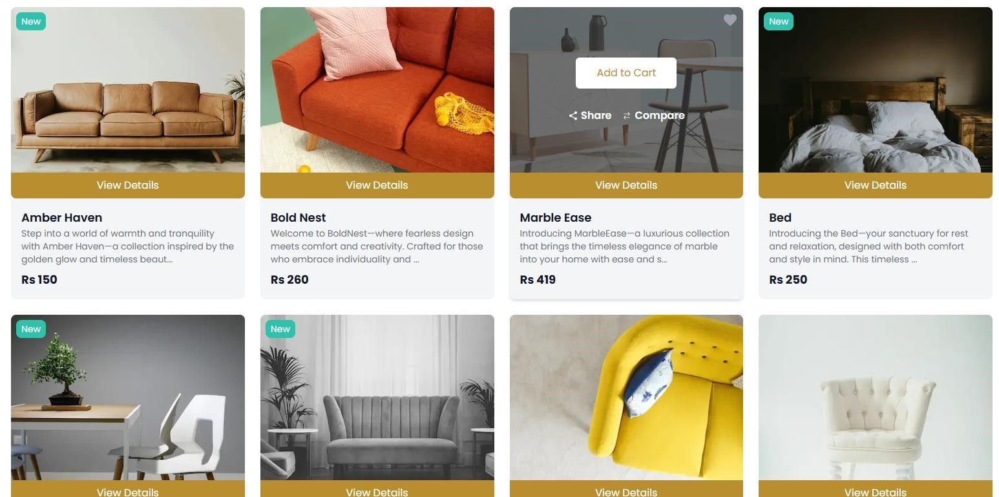 New
View Details
Amber Haven
Step into a world of warmth and tranquility
with Amber Haven—a collection inspired by the
golden glow and timeless beaut...
Rs 150
View Details
Bold Nest
Welcome to BoldNest—where fearless design
meets comfort and creativity. Crafted for those
who embrace individuality and ...
Rs 260
Add to Cart
Share Compare
View Details
Marble Ease
Introducing MarbleEase—a luxurious collection
that brings the timeless elegance of marble
into your home with ease and s...
Rs 419
New
View Details
Bed
Introducing the Bed—your sanctuary for rest
and relaxation, designed with both comfort
and style in mind. This timeless ...
Rs 250
New
View Details
New
View Details
View Details
View Details